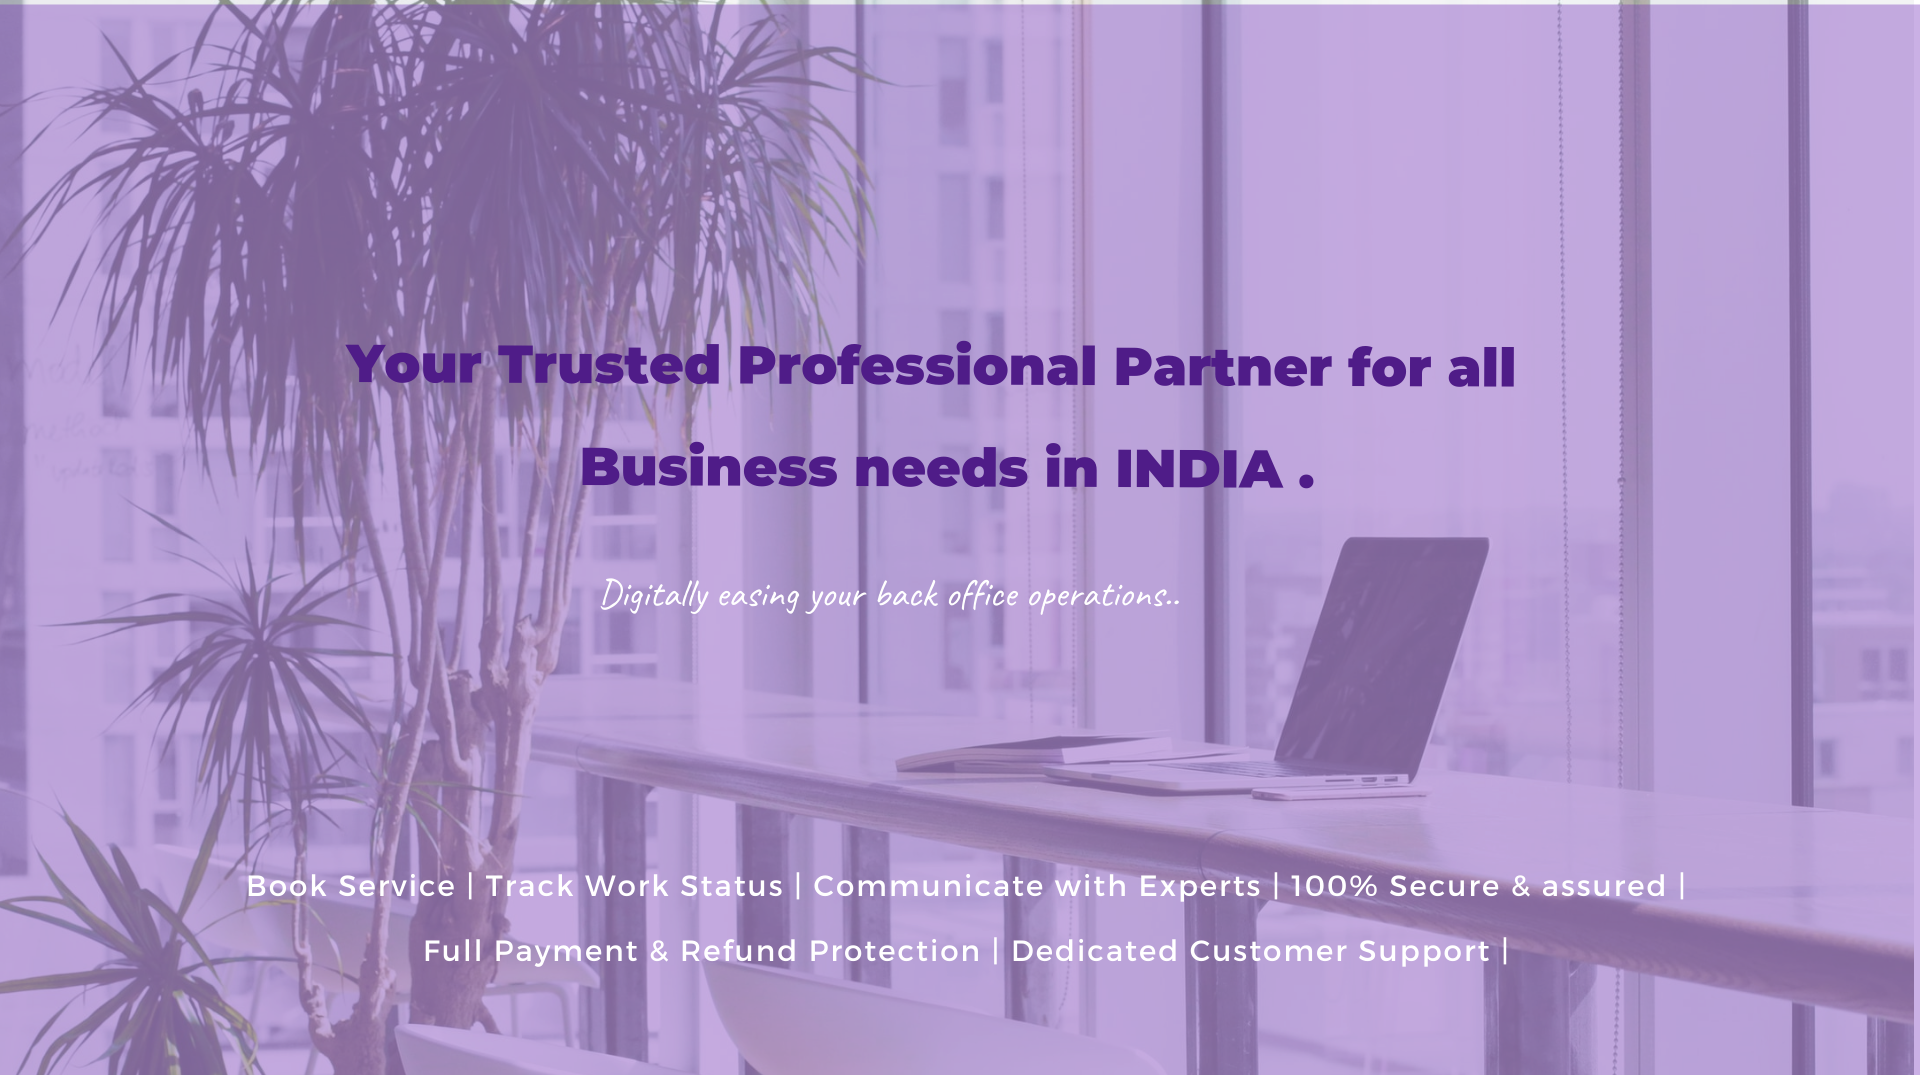 Your Trusted Professional Partner for all
Business needs in INDIA .
Digitally easing your back office operations..
Book Service | Track Work Status | Communicate with Experts | 100% Secure & assured |
Full Payment & Refund Protection | Dedicated Customer Support |